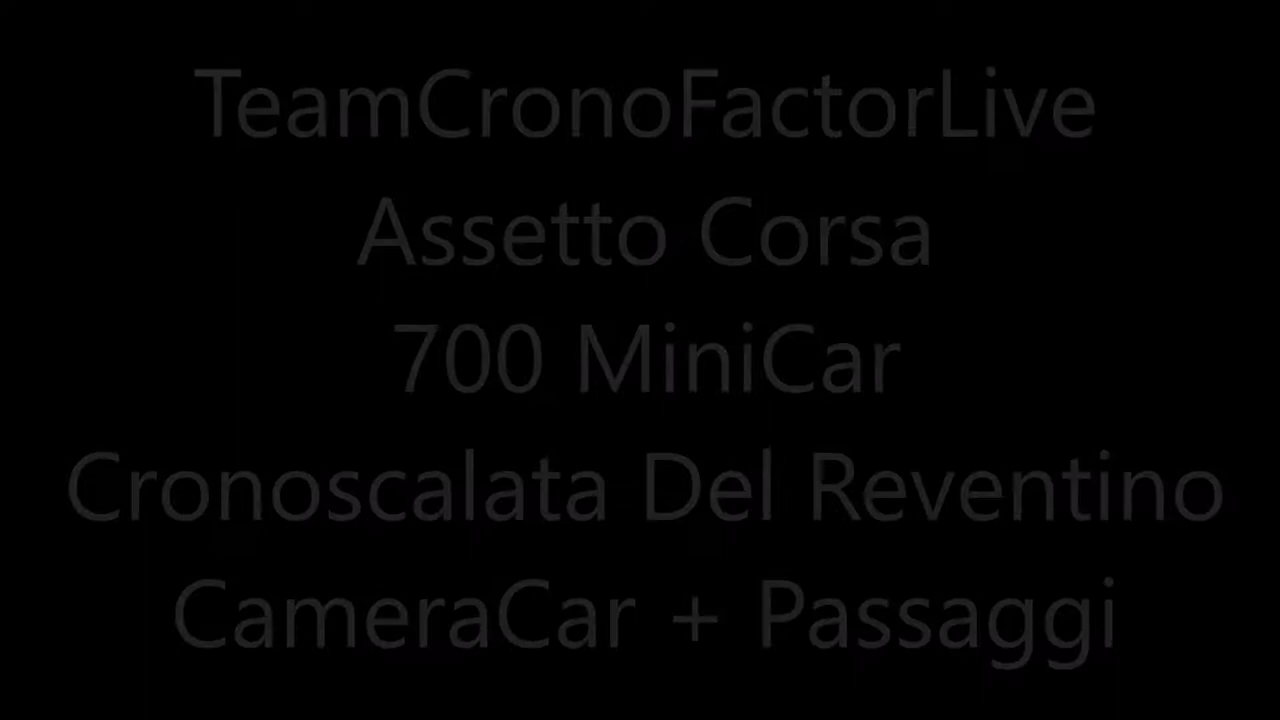 TeamCronoFactorLive
Assetto Corsa
700 MiniCar
Cronoscalata Del Reventino
CameraCar + Passaggi